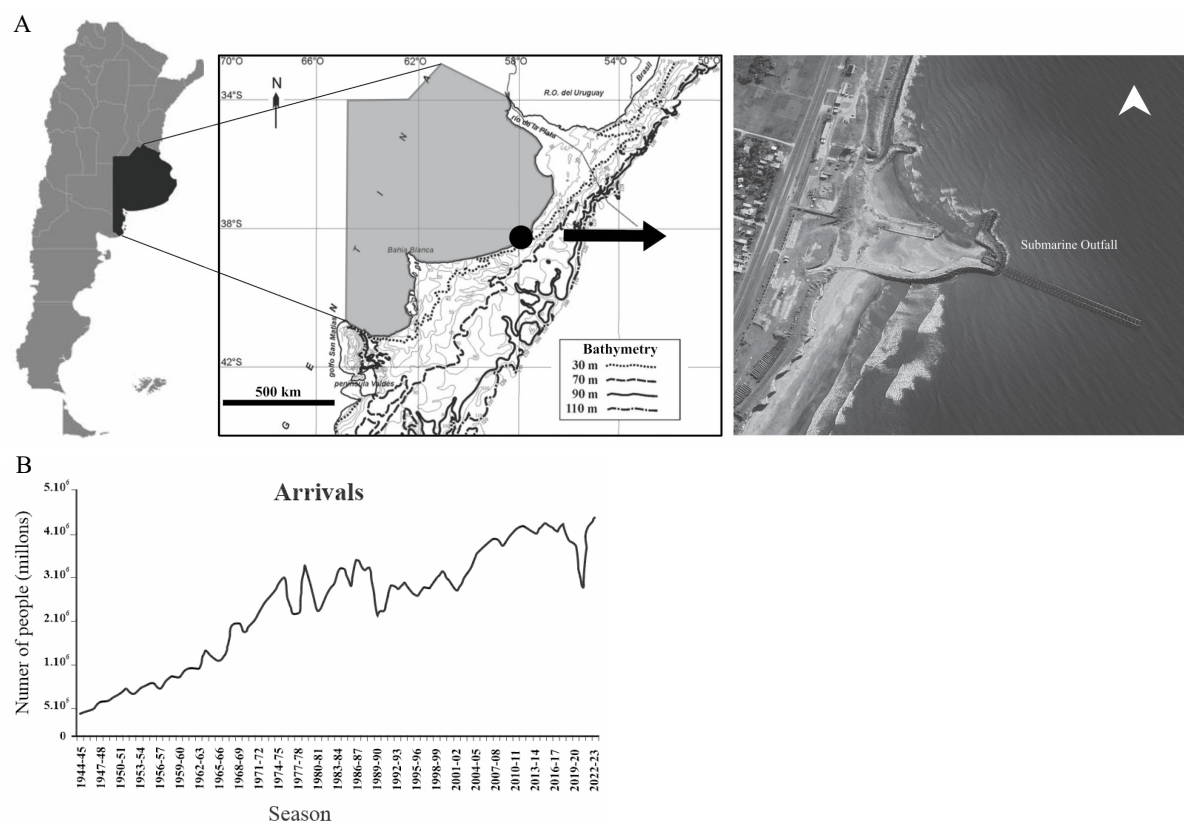 A
70°O
66°O
62°O
58°O
54°O
50°O
N
34°S
38°S
42°S
A
N
I
T
N
E
G
Brasil
R.O. del Uruguay
río de la Plata
Bahía Blanca
golfo San Matías
península Valdés
500 km
Bathymetry
30 m
70 m
90 m
110 m
Submarine Outfall
B
Arrivals
Numer of people (millons)
5.10⁶
4.10⁶
3.10⁶
2.10⁶
1.10⁶
5.10⁶
0
1944-45
1947-48
1950-51
1953-54
1956-57
1959-60
1962-63
1965-66
1968-69
1971-72
1974-75
1977-78
1980-81
1983-84
1986-87
1989-90
1992-93
1995-96
1998-99
2001-02
2004-05
2007-08
2010-11
2013-14
2016-17
2019-20
2022-23
Season